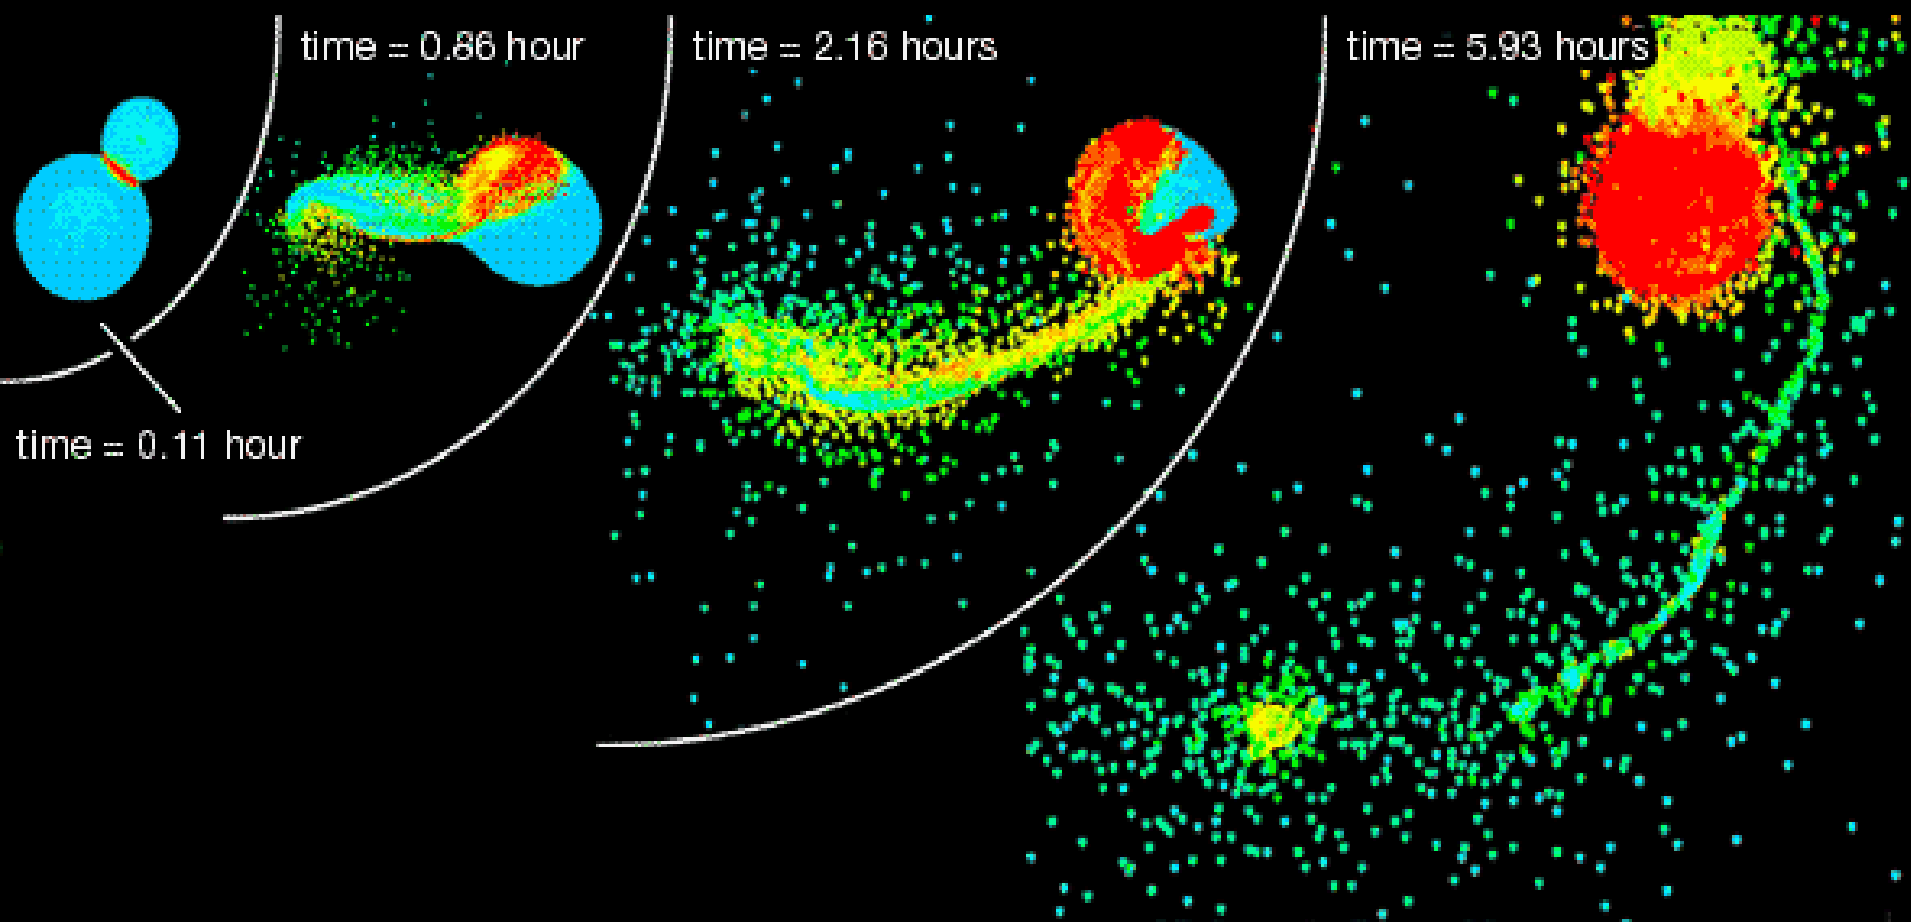 time = 0.86 hour
time = 2.16 hours
time = 5.93 hours
time = 0.11 hour